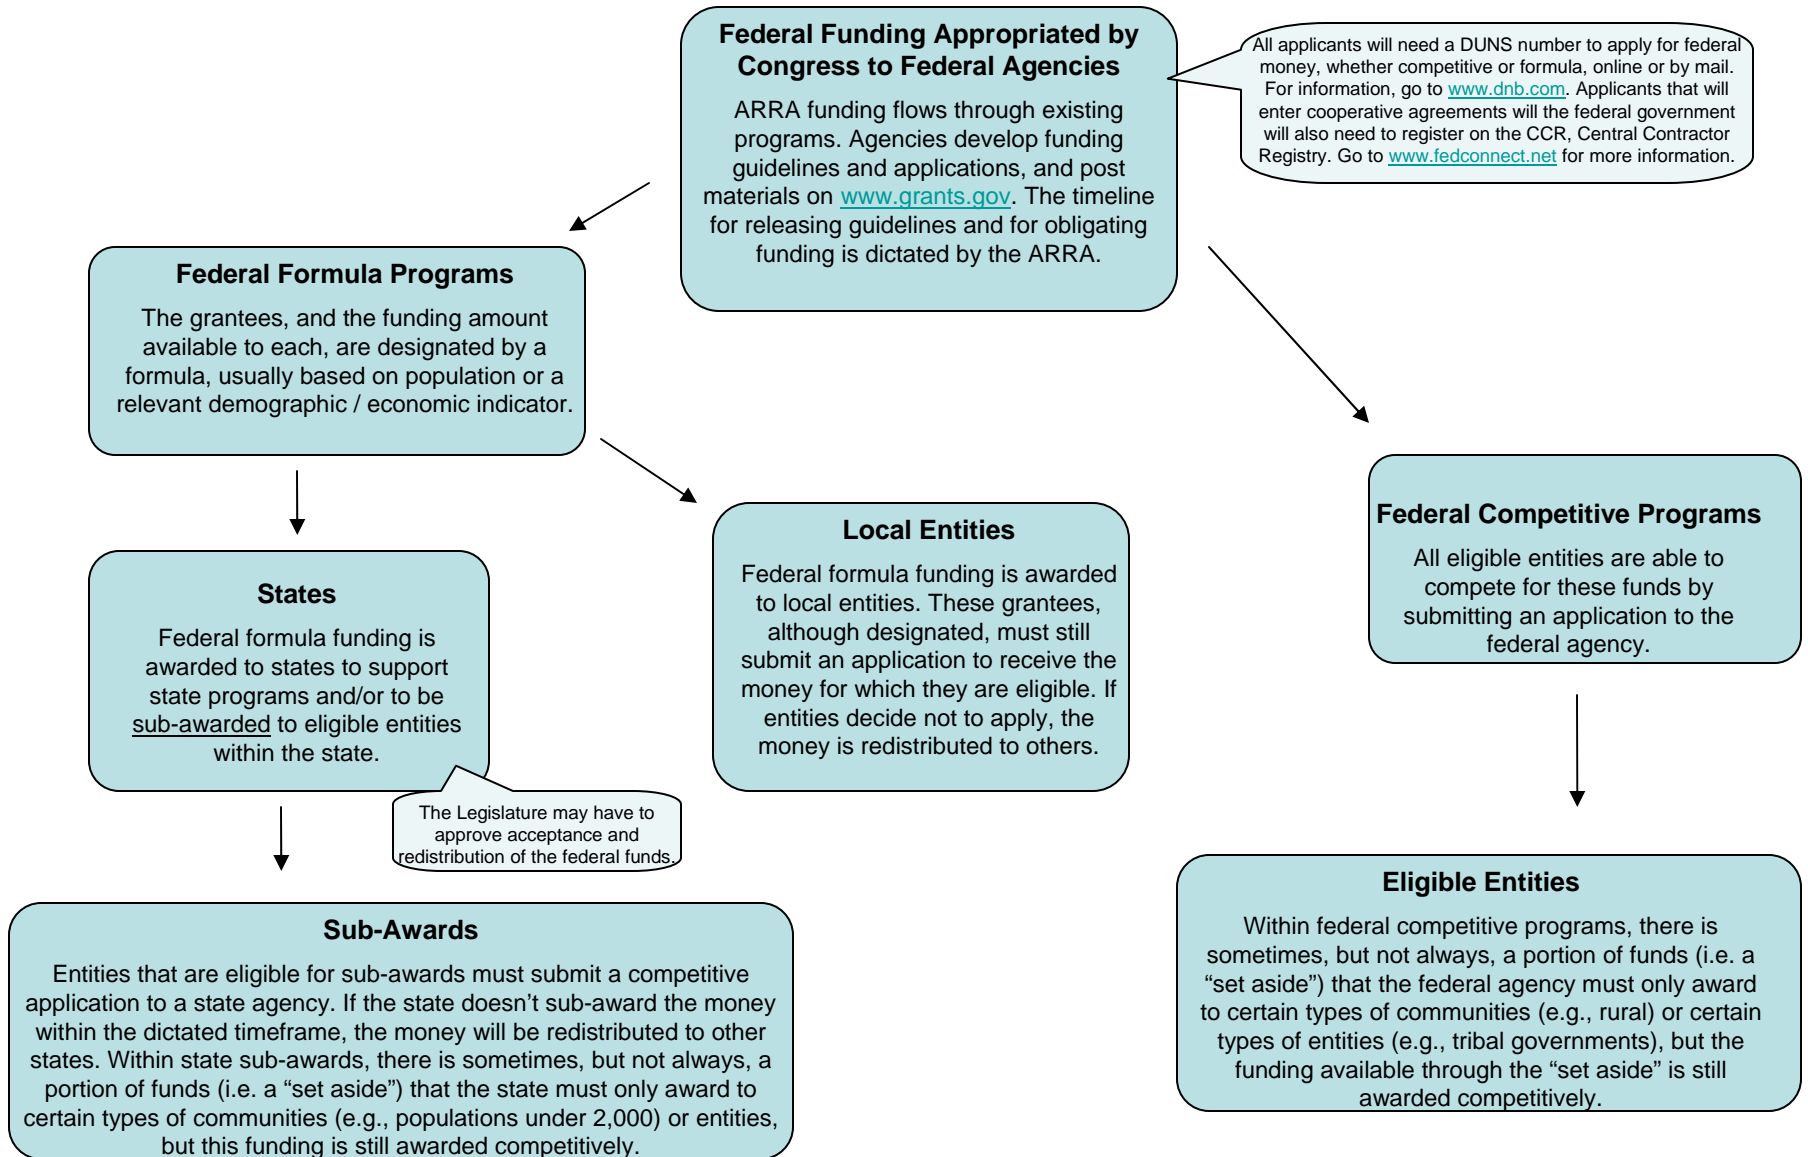 Federal Funding Appropriated by
Congress to Federal Agencies
ARRA funding flows through existing
programs. Agencies develop funding
guidelines and applications, and post
materials on www.grants.gov. The timeline
for releasing guidelines and for obligating
funding is dictated by the ARRA.
All applicants will need a DUNS number to apply for federal
money, whether competitive or formula, online or by mail.
For information, go to www.dnb.com. Applicants that will
enter cooperative agreements will the federal government
will also need to register on the CCR, Central Contractor
Registry. Go to www.fedconnect.net for more information.
Federal Formula Programs
The grantees, and the funding amount
available to each, are designated by a
formula, usually based on population or a
relevant demographic / economic indicator.
Local Entities
Federal formula funding is awarded
to local entities. These grantees,
although designated, must still
submit an application to receive the
money for which they are eligible. If
entities decide not to apply, the
money is redistributed to others.
Federal Competitive Programs
All eligible entities are able to
compete for these funds by
submitting an application to the
federal agency.
States
Federal formula funding is
awarded to states to support
state programs and/or to be
sub-awarded to eligible entities
within the state.
The Legislature may have to
approve acceptance and
redistribution of the federal funds.
Sub-Awards
Entities that are eligible for sub-awards must submit a competitive
application to a state agency. If the state doesn’t sub-award the money
within the dictated timeframe, the money will be redistributed to other
states. Within state sub-awards, there is sometimes, but not always, a
portion of funds (i.e. a “set aside”) that the state must only award to
certain types of communities (e.g., populations under 2,000) or entities,
but this funding is still awarded competitively.
Eligible Entities
Within federal competitive programs, there is
sometimes, but not always, a portion of funds (i.e. a
“set aside”) that the federal agency must only award
to certain types of communities (e.g., rural) or certain
types of entities (e.g., tribal governments), but the
funding available through the “set aside” is still
awarded competitively.